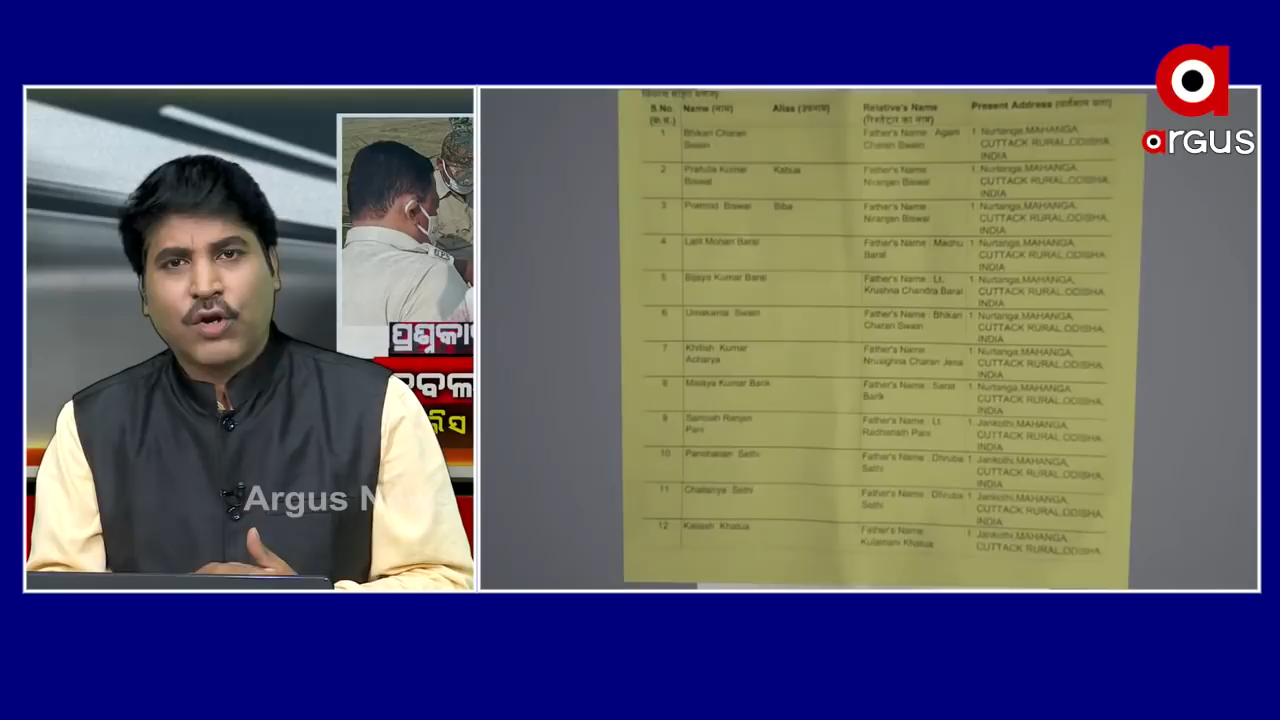 argus
ପ୍ରଶ୍ନକା
ବଲ
ସ
Argus N
S.No. Name (नाम) Alias (उपनाम) Relative's Name Present Address (वर्तमान पता)
(क्र.सं.) (रिश्तेदार का नाम)
1 Bhikari Charan Father's Name : Agani 1. Nurtanga,MAHANGA,
Swain Charan Swain CUTTACK RURAL,ODISHA,
INDIA
2 Prafulla Kumar Kabua Father's Name : 1. Nurtanga,MAHANGA,
Biswal Niranjan Biswal CUTTACK RURAL,ODISHA,
INDIA
3 Pramod Biswal Biba Father's Name : 1. Nurtanga,MAHANGA,
Niranjan Biswal CUTTACK RURAL,ODISHA,
INDIA
4 Lalit Mohan Baral Father's Name : Madhu 1. Nurtanga,MAHANGA,
Baral CUTTACK RURAL,ODISHA,
INDIA
5 Bijaya Kumar Baral Father's Name : Lt. 1. Nurtanga,MAHANGA,
Krushna Chandra Baral CUTTACK RURAL,ODISHA,
INDIA
6 Umakanta Swain Father's Name : Bhikari 1. Nurtanga,MAHANGA,
Charan Swain CUTTACK RURAL,ODISHA,
INDIA
7 Khitish Kumar Father's Name : 1. Nurtanga,MAHANGA,
Acharya Nrusighna Charan Jena CUTTACK RURAL,ODISHA,
INDIA
8 Malaya Kumar Barik Father's Name : Sarat 1. Nurtanga,MAHANGA,
Barik CUTTACK RURAL,ODISHA,
INDIA
9 Santosh Ranjan Father's Name : Lt. 1. Jankothi,MAHANGA,
Pani Radhanath Pani CUTTACK RURAL,ODISHA,
INDIA
10 Panchanan Sethi Father's Name : Dhruba 1. Jankothi,MAHANGA,
Sethi CUTTACK RURAL,ODISHA,
INDIA
11 Chaitanya Sethi Father's Name : Dhruba 1. Jankothi,MAHANGA,
Sethi CUTTACK RURAL,ODISHA,
INDIA
12 Kailash Khatua Father's Name : 1. Jankothi,MAHANGA,
Kulamani Khatua CUTTACK RURAL,ODISHA,